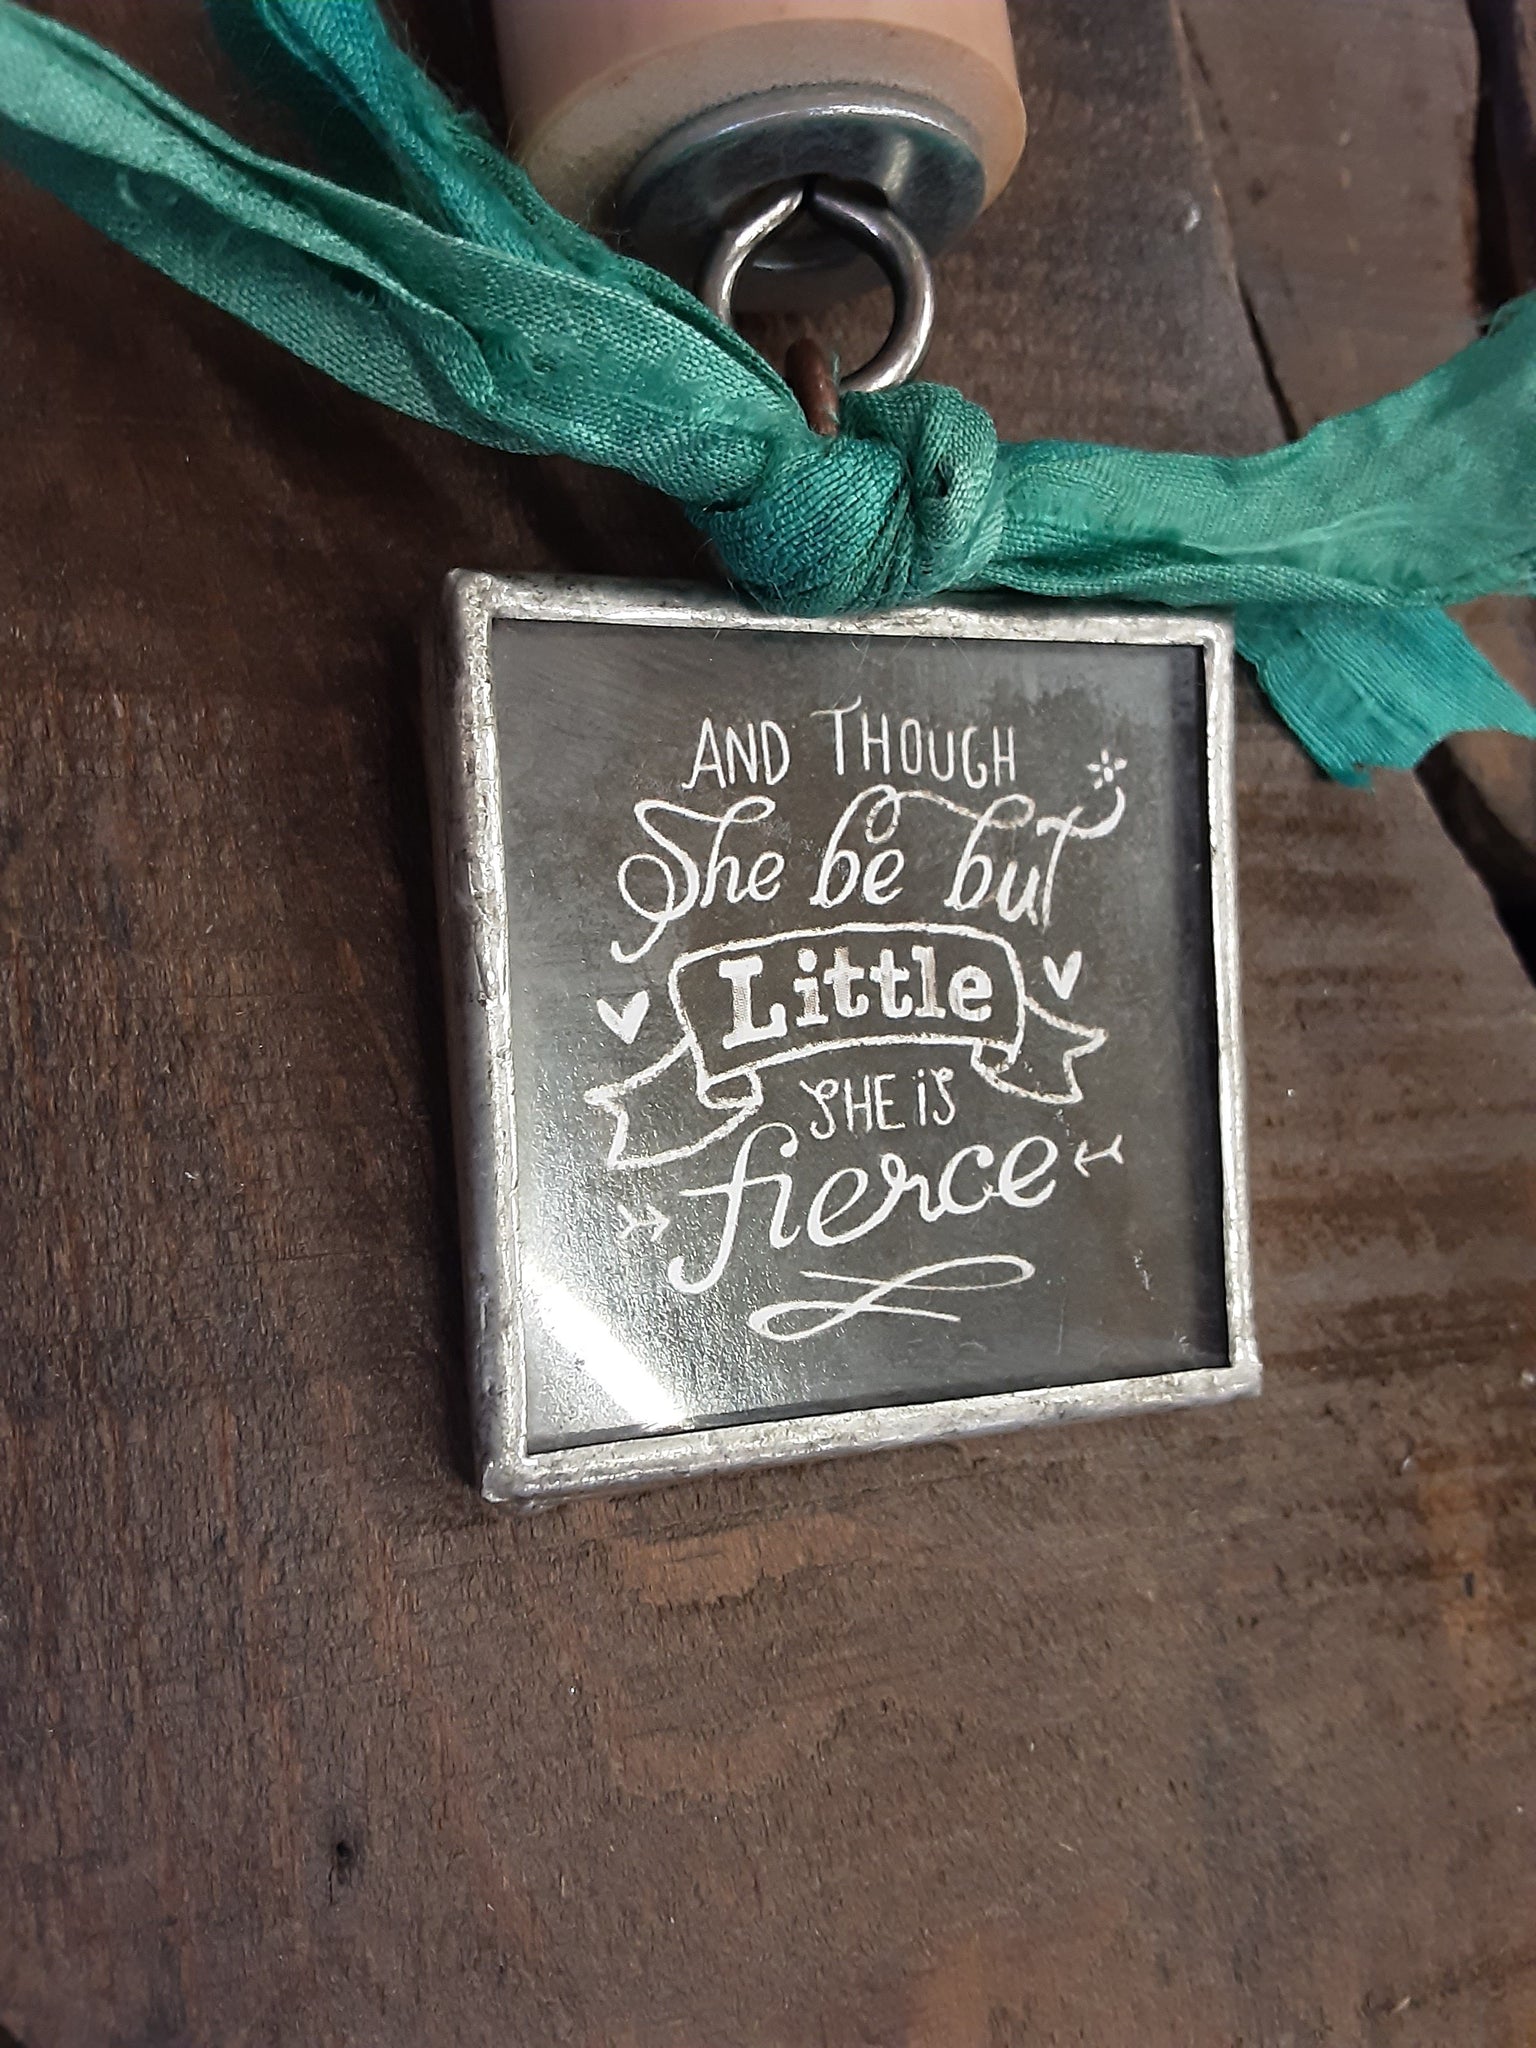 AND THOUGH
She be but
Little
SHE iS
fierce